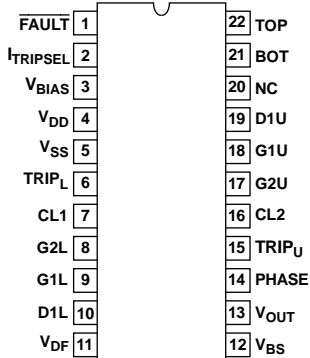 FAULT 1 22 TOP
ITRIPSEL 2 21 BOT
VBIAS 3 20 NC
VDD 4 19 D1U
VSS 5 18 G1U
TRIPL 6 17 G2U
CL1 7 16 CL2
G2L 8 15 TRIPU
G1L 9 14 PHASE
D1L 10 13 VOUT
VDF 11 12 VBS